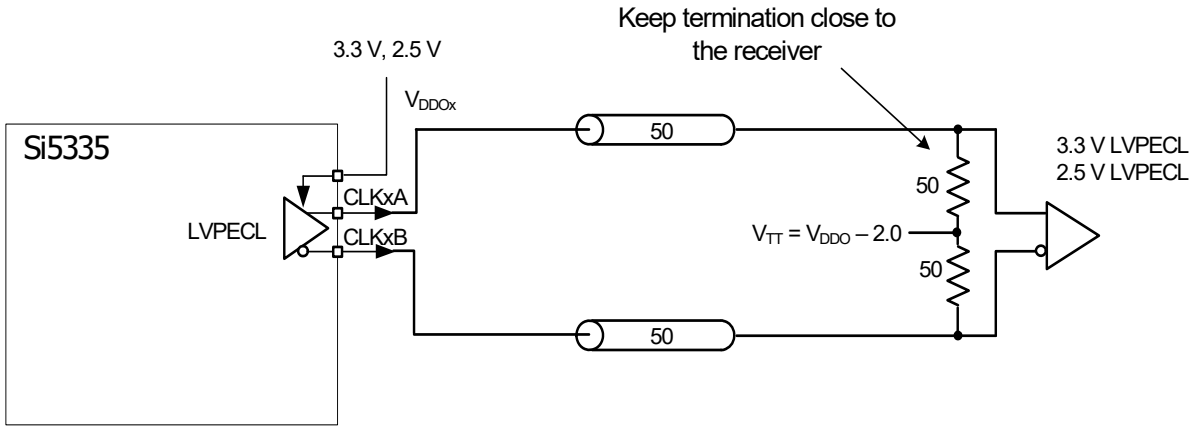 Keep termination close to
the receiver
3.3 V, 2.5 V
VDDOx
Si5335
50
3.3 V LVPECL
2.5 V LVPECL
50
CLKxA
LVPECL
CLKxB
VTT = VDDO – 2.0
50
50